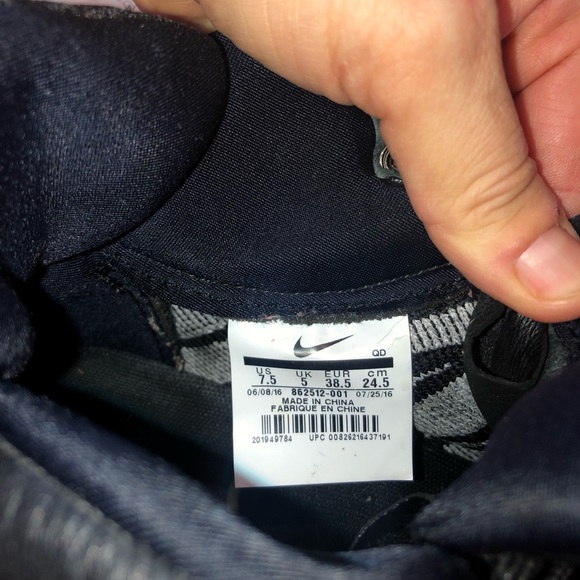 QD
US UK EUR cm
7.5 5 38.5 24.5
06/08/16 862512-001 07/25/16
MADE IN CHINA
FABRIQUE EN CHINE
201949784 UPC 00826216437191